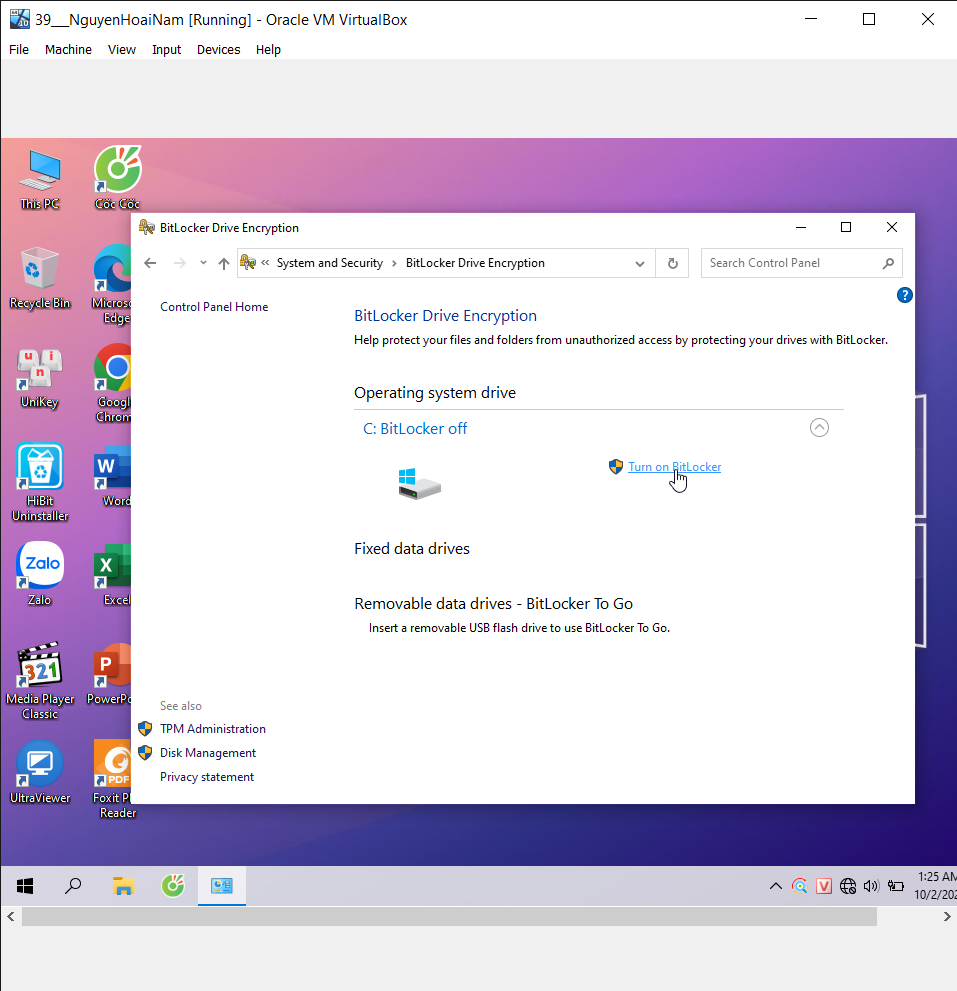 39___NguyenHoaiNam [Running] - Oracle VM VirtualBox
File Machine View Input Devices Help
This PC
Cốc Cốc
Recycle Bin
Microso
Edge
UniKey
Googl
Chrom
HiBit
Uninstaller
Word
Zalo
Zalo
Excel
321
Media Player
Classic
PowerPo
UltraViewer
PDF
Foxit P
Reader
BitLocker Drive Encryption
« System and Security › BitLocker Drive Encryption
Search Control Panel
Control Panel Home
BitLocker Drive Encryption
Help protect your files and folders from unauthorized access by protecting your drives with BitLocker.
Operating system drive
C: BitLocker off
Turn on BitLocker
Fixed data drives
Removable data drives - BitLocker To Go
Insert a removable USB flash drive to use BitLocker To Go.
See also
TPM Administration
Disk Management
Privacy statement
1:25 AM
10/2/202